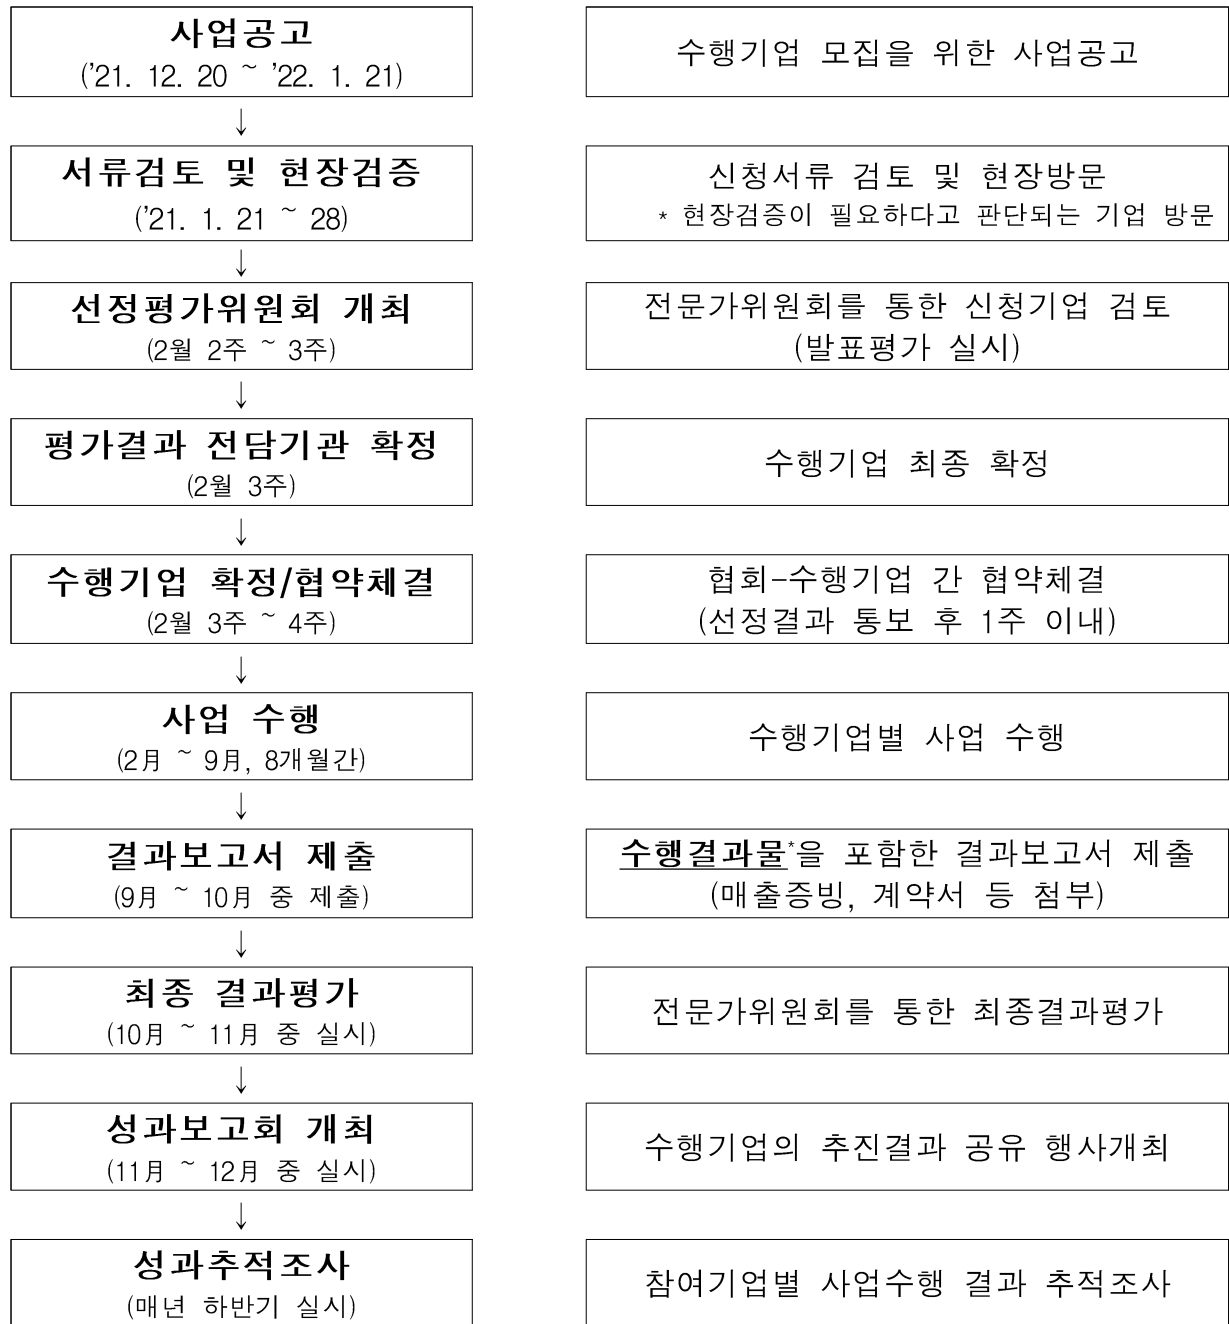 사업공고
('21. 12. 20 ~ '22. 1. 21)
수행기업 모집을 위한 사업공고
↓
서류검토 및 현장검증
('21. 1. 21 ~ 28)
신청서류 검토 및 현장방문
* 현장검증이 필요하다고 판단되는 기업 방문
↓
선정평가위원회 개최
(2월 2주 ~ 3주)
전문가위원회를 통한 신청기업 검토
(발표평가 실시)
↓
평가결과 전담기관 확정
(2월 3주)
수행기업 최종 확정
↓
수행기업 확정/협약체결
(2월 3주 ~ 4주)
협회-수행기업 간 협약체결
(선정결과 통보 후 1주 이내)
↓
사업 수행
(2月 ~ 9月, 8개월간)
수행기업별 사업 수행
↓
결과보고서 제출
(9月 ~ 10月 중 제출)
수행결과물*을 포함한 결과보고서 제출
(매출증빙, 계약서 등 첨부)
↓
최종 결과평가
(10月 ~ 11月 중 실시)
전문가위원회를 통한 최종결과평가
↓
성과보고회 개최
(11月 ~ 12月 중 실시)
수행기업의 추진결과 공유 행사개최
↓
성과추적조사
(매년 하반기 실시)
참여기업별 사업수행 결과 추적조사